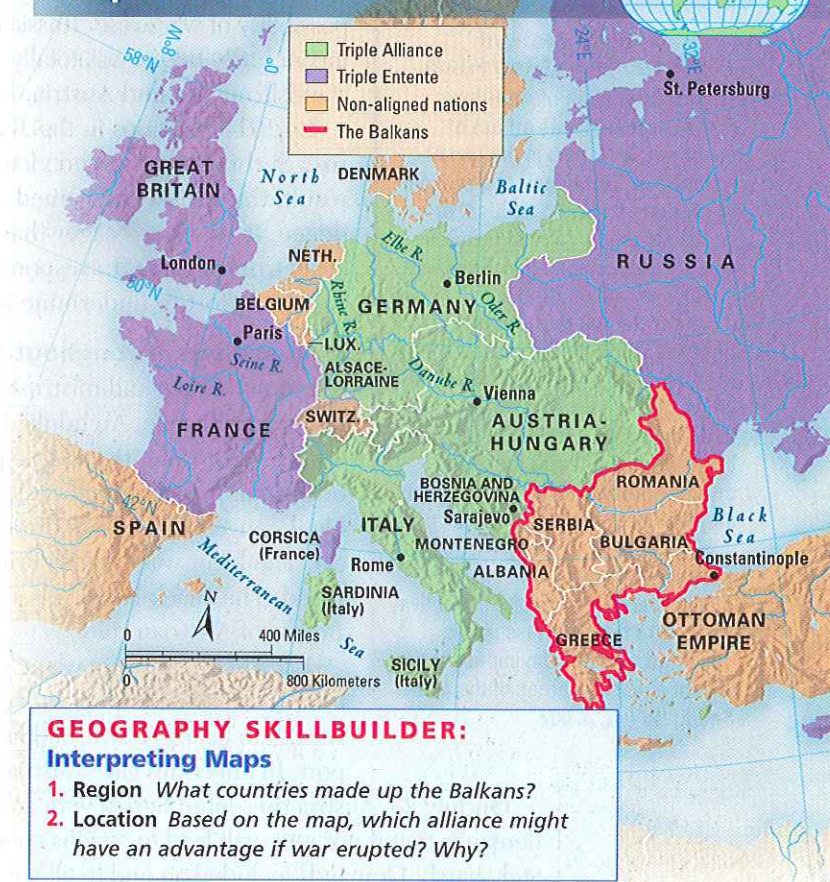 Triple Alliance
Triple Entente
Non-aligned nations
The Balkans
58°N
8°W
0°
24°E
32°E
St. Petersburg
GREAT
BRITAIN
North
Sea
DENMARK
Baltic
Sea
London
50°N
NETH.
Elbe R.
Berlin
RUSSIA
BELGIUM
Rhine R.
GERMANY
Oder R.
Paris
Seine R.
LUX.
ALSACE-
LORRAINE
Loire R.
Danube R.
Vienna
FRANCE
SWITZ.
AUSTRIA-
HUNGARY
BOSNIA AND
HERZEGOVINA
Sarajevo
ROMANIA
42°N
SPAIN
CORSICA
(France)
ITALY
MONTENEGRO
SERBIA
BULGARIA
Black
Sea
Constantinople
Mediterranean
Sea
Rome
ALBANIA
SARDINIA
(Italy)
OTTOMAN
EMPIRE
GREECE
SICILY
(Italy)
N
0 400 Miles
0 800 Kilometers
GEOGRAPHY SKILLBUILDER:
Interpreting Maps
1. Region What countries made up the Balkans?
2. Location Based on the map, which alliance might
have an advantage if war erupted? Why?